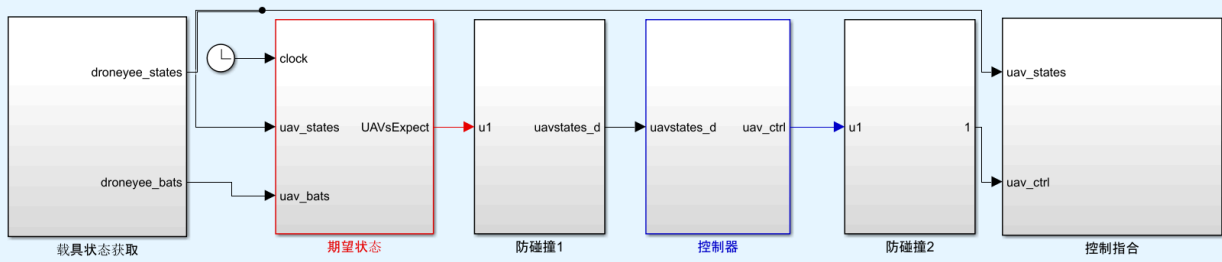 droneyee_states
droneyee_bats
载具状态获取
clock
uav_states
UAVsExpect
uav_bats
期望状态
u1
uavstates_d
防碰撞1
uavstates_d
uav_ctrl
控制器
u1
1
防碰撞2
uav_states
uav_ctrl
控制指合